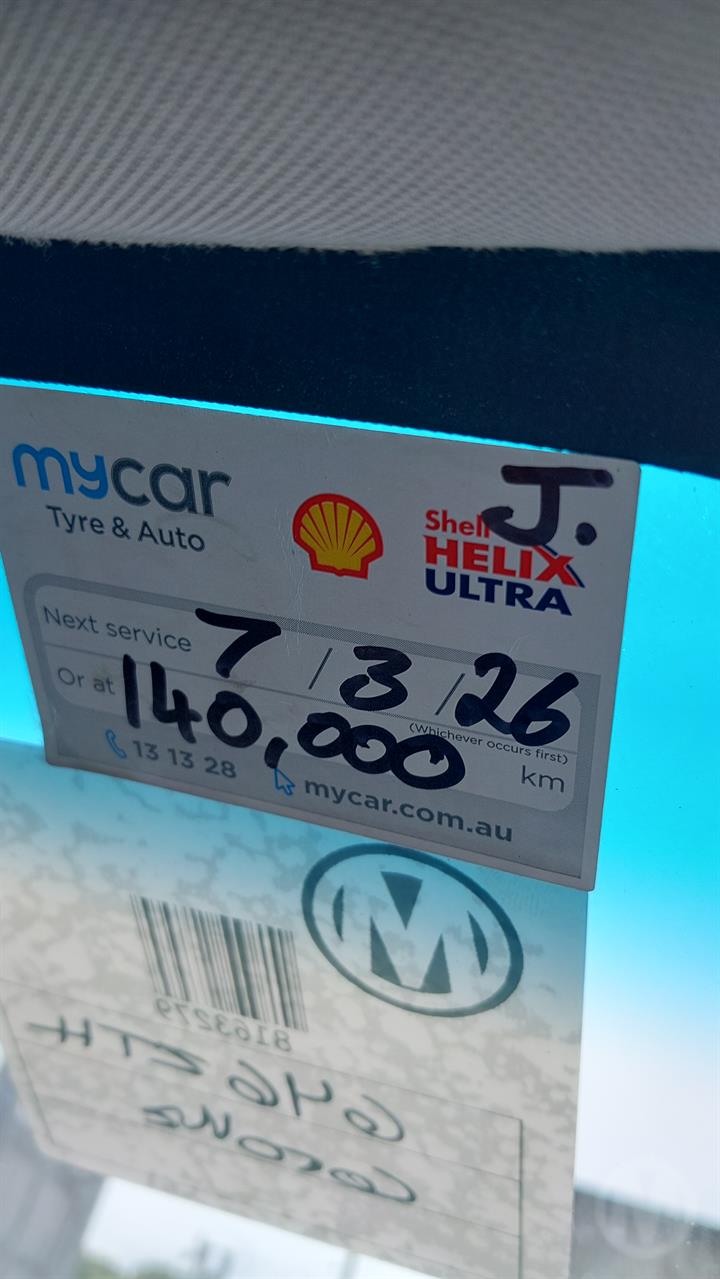 mycar
Tyre & Auto
Shell
HELIX
ULTRA
J.
Next service 7/3/26
Or at 140,000 km
(Whichever occurs first)
13 13 28 mycar.com.au
M
8163279